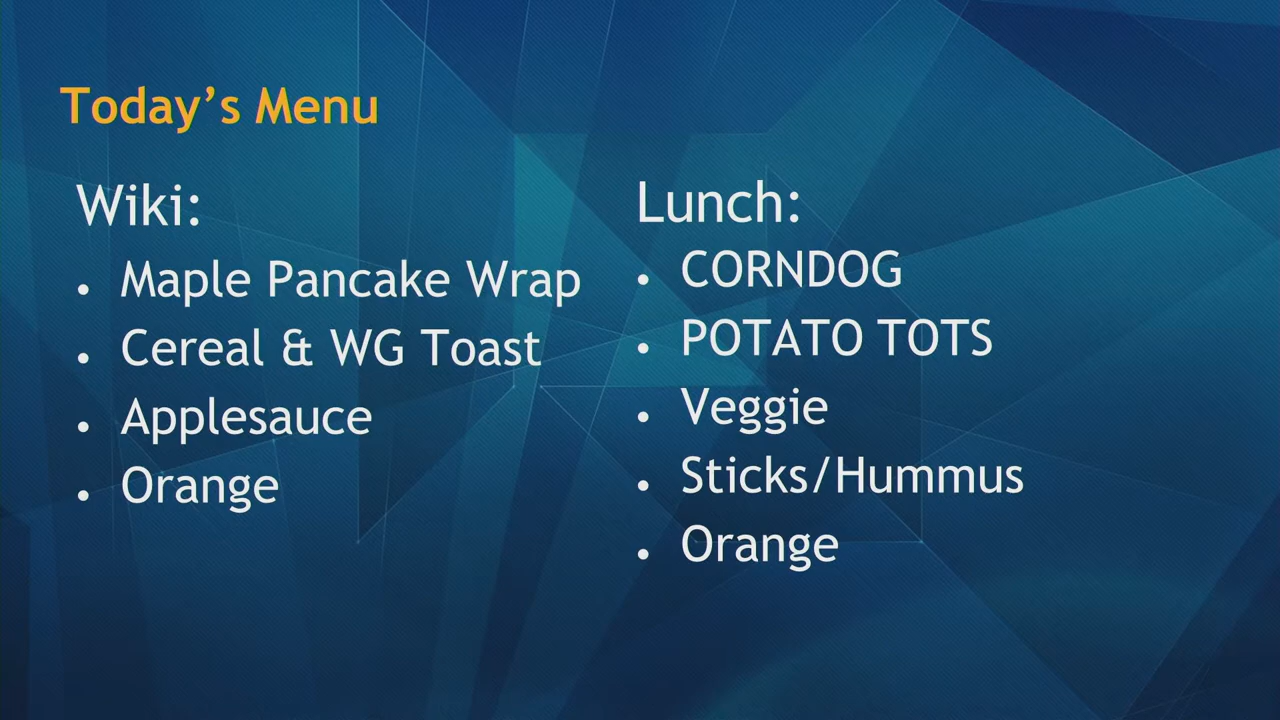 Today’s Menu
Wiki:
• Maple Pancake Wrap
• Cereal & WG Toast
• Applesauce
• Orange
Lunch:
• CORNDOG
• POTATO TOTS
• Veggie
• Sticks/Hummus
• Orange